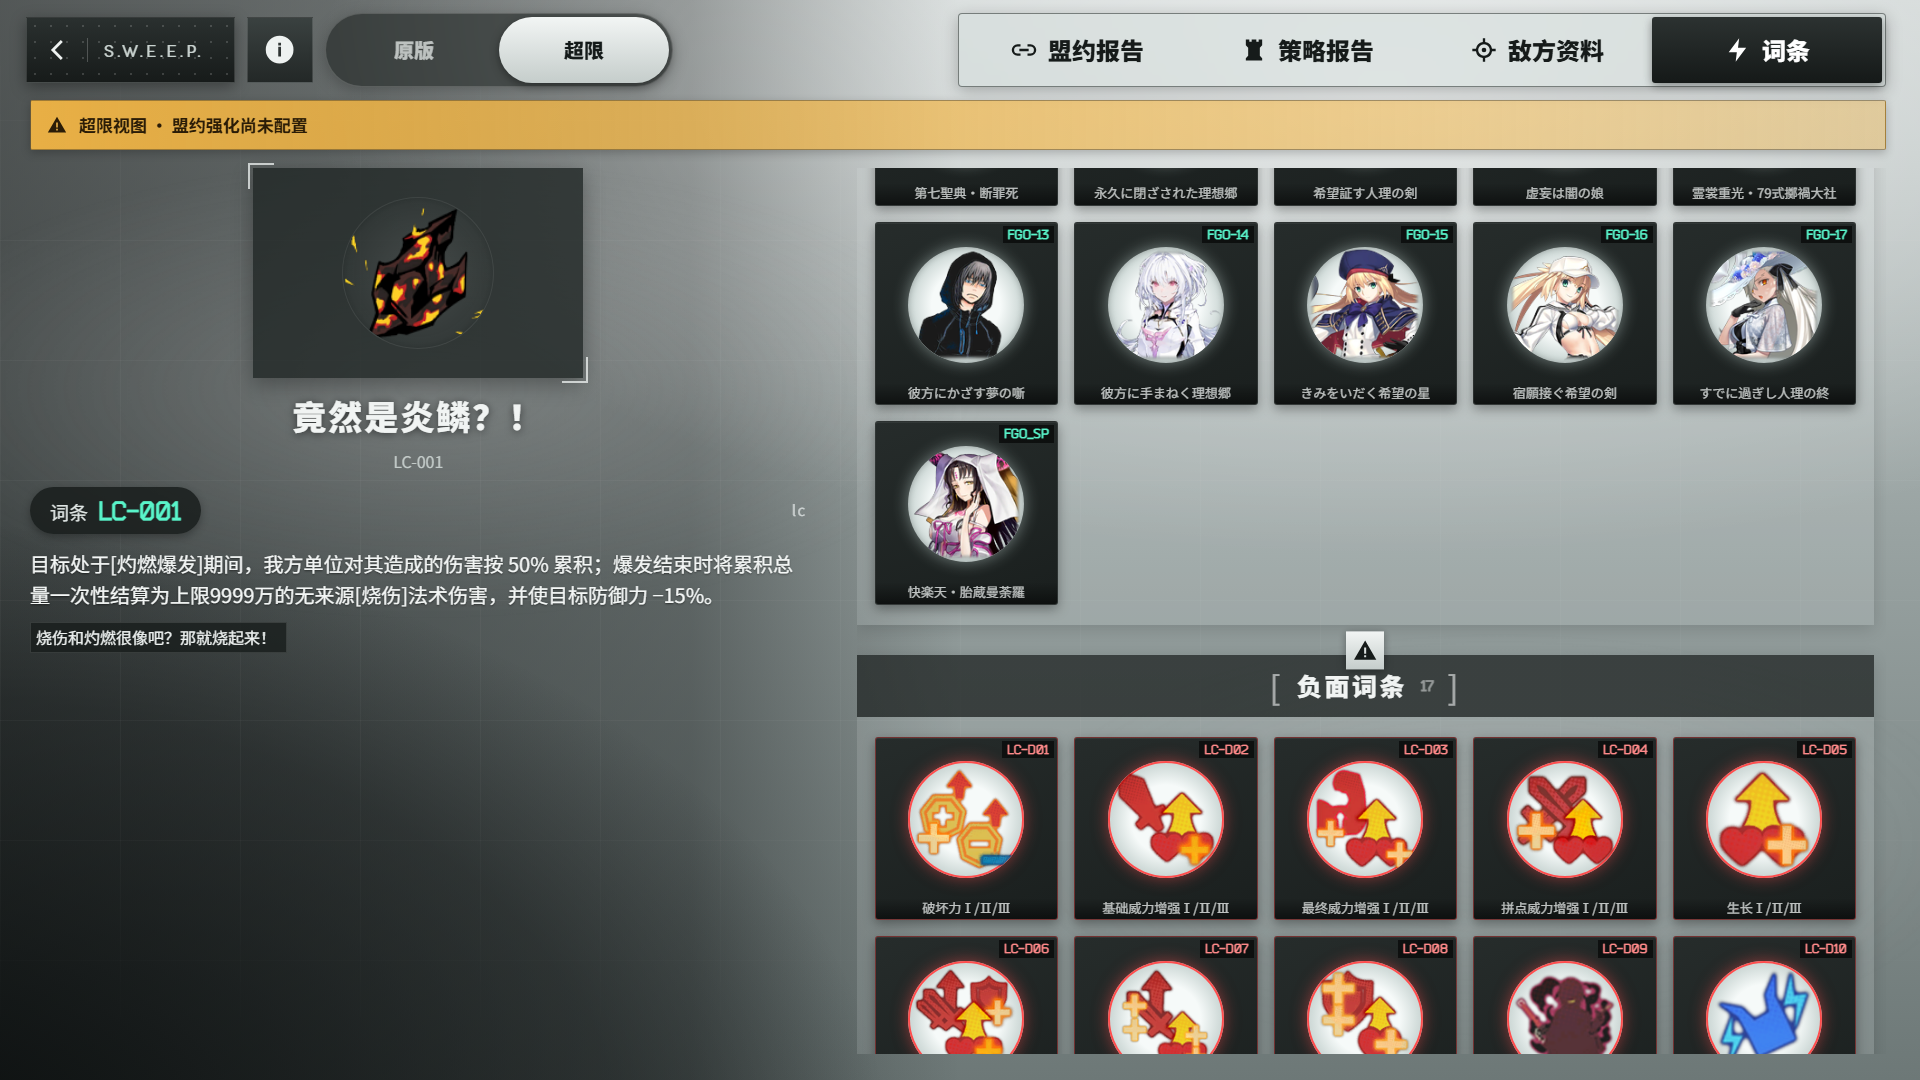 S.W.E.E.P.
原版
超限
盟约报告
策略报告
敌方资料
词条
超限视图 · 盟约强化尚未配置
竟然是炎鳞？！
LC-001
词条 LC-001
lc
目标处于[灼燃爆发]期间，我方单位对其造成的伤害按 50% 累积；爆发结束时将累积总
量一次性结算为上限9999万的无来源[烧伤]法术伤害，并使目标防御力 −15%。
烧伤和灼燃很像吧？那就烧起来！
第七聖典・断罪死
永久に閉ざされた理想郷
希望証す人理の剣
虚妄は闇の娘
霊裳重光・79式擲禍大社
FGO-13
彼方にかざす夢の噺
FGO-14
彼方に手まねく理想郷
FGO-15
きみをいだく希望の星
FGO-16
宿願接ぐ希望の剣
FGO-17
すでに過ぎし人理の終
FGO_SP
快楽天・胎蔵曼荼羅
[ 负面词条 17 ]
LC-D01
破坏力Ⅰ/Ⅱ/Ⅲ
LC-D02
基础威力增强Ⅰ/Ⅱ/Ⅲ
LC-D03
最终威力增强Ⅰ/Ⅱ/Ⅲ
LC-D04
拼点威力增强Ⅰ/Ⅱ/Ⅲ
LC-D05
生长Ⅰ/Ⅱ/Ⅲ
LC-D06
LC-D07
LC-D08
LC-D09
LC-D10